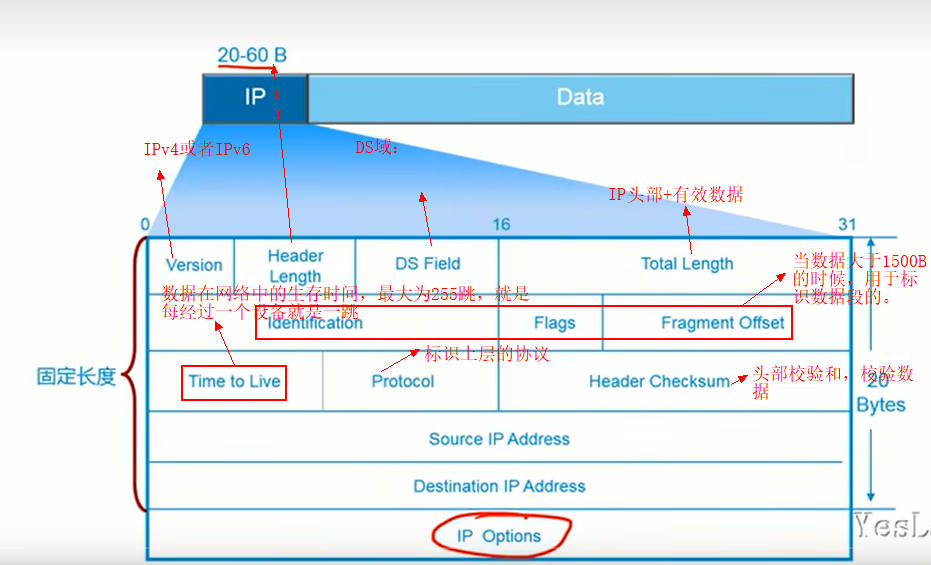 20-60 B
IP
Data
IPv4或者IPv6
DS域：
IP头部+有效数据
0
16
31
Version
Header
Length
DS Field
Total Length
当数据大于1500B
的时候，用于标
识数据段的。
数据在网络中的生存时间，最大为255跳，就是
每经过一个设备就是一跳
Identification
Flags
Fragment Offset
标识上层的协议
固定长度
Time to Live
Protocol
Header Checksum
头部校验和，校验数
据
20
Bytes
Source IP Address
Destination IP Address
IP Options